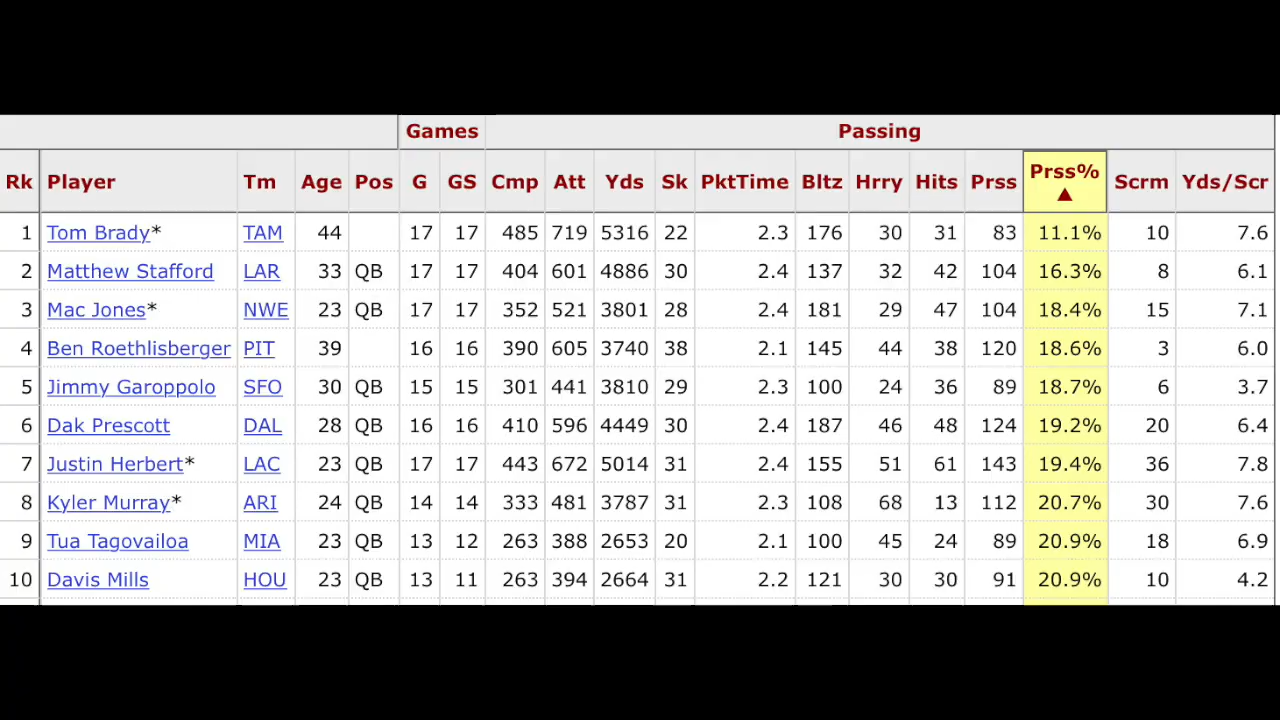 Games Passing
Rk Player Tm Age Pos G GS Cmp Att Yds Sk PktTime Bltz Hrry Hits Prss Prss% ▲ Scrm Yds/Scr
1 Tom Brady* TAM 44 17 17 485 719 5316 22 2.3 176 30 31 83 11.1% 10 7.6
2 Matthew Stafford LAR 33 QB 17 17 404 601 4886 30 2.4 137 32 42 104 16.3% 8 6.1
3 Mac Jones* NWE 23 QB 17 17 352 521 3801 28 2.4 181 29 47 104 18.4% 15 7.1
4 Ben Roethlisberger PIT 39 16 16 390 605 3740 38 2.1 145 44 38 120 18.6% 3 6.0
5 Jimmy Garoppolo SFO 30 QB 15 15 301 441 3810 29 2.3 100 24 36 89 18.7% 6 3.7
6 Dak Prescott DAL 28 QB 16 16 410 596 4449 30 2.4 187 46 48 124 19.2% 20 6.4
7 Justin Herbert* LAC 23 QB 17 17 443 672 5014 31 2.4 155 51 61 143 19.4% 36 7.8
8 Kyler Murray* ARI 24 QB 14 14 333 481 3787 31 2.3 108 68 13 112 20.7% 30 7.6
9 Tua Tagovailoa MIA 23 QB 13 12 263 388 2653 20 2.1 100 45 24 89 20.9% 18 6.9
10 Davis Mills HOU 23 QB 13 11 263 394 2664 31 2.2 121 30 30 91 20.9% 10 4.2